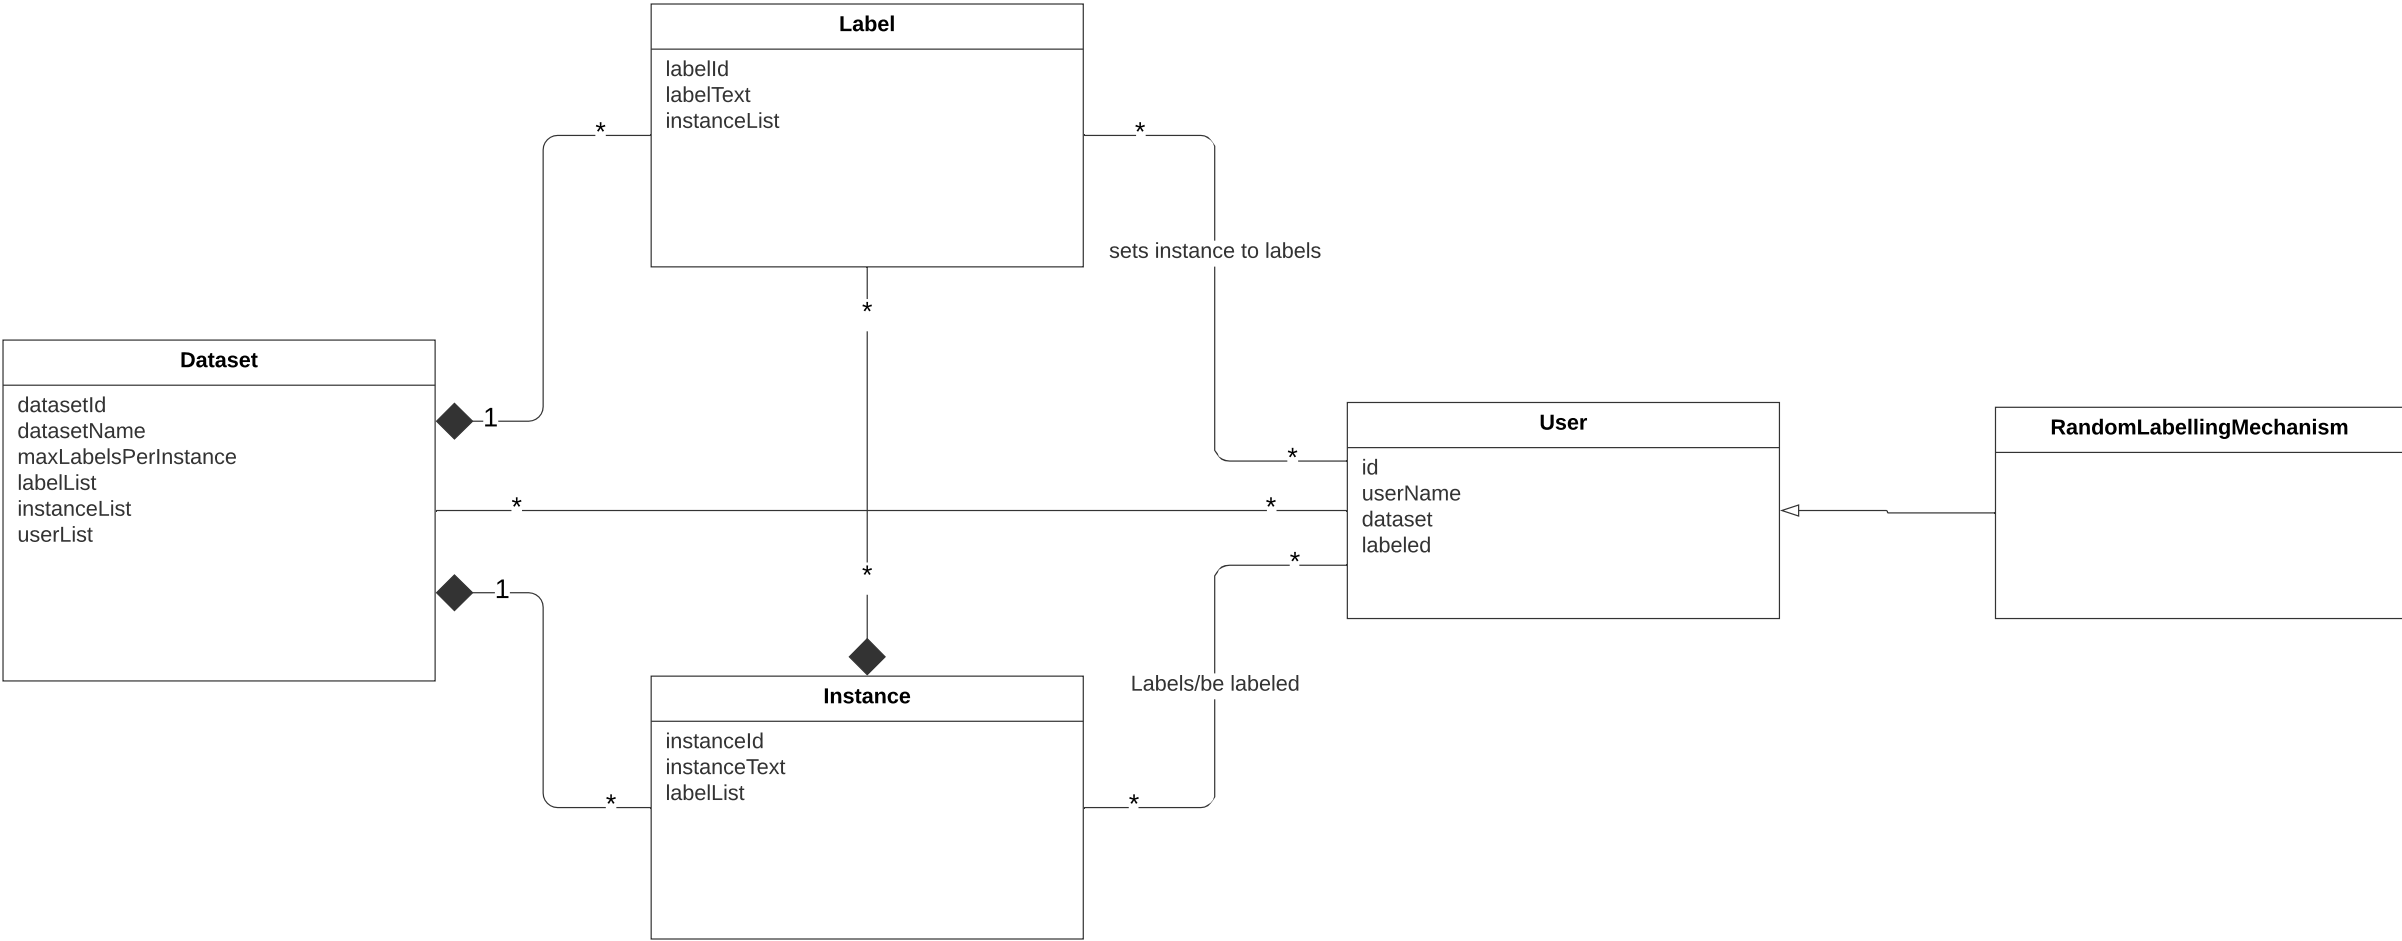 Label
labelId
labelText
instanceList
*
*
sets instance to labels
*
*
Dataset
datasetId
datasetName
maxLabelsPerInstance
labelList
instanceList
userList
1
*
*
1
*
*
Instance
instanceId
instanceText
labelList
User
id
userName
dataset
labeled
*
*
Labels/be labeled
*
RandomLabellingMechanism